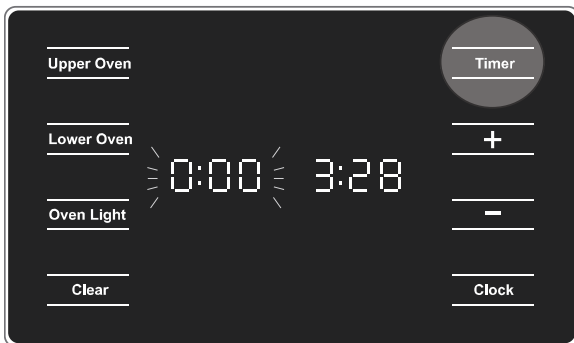 Upper Oven
Timer
Lower Oven
+
0:00 3:28
Oven Light
−
Clear
Clock